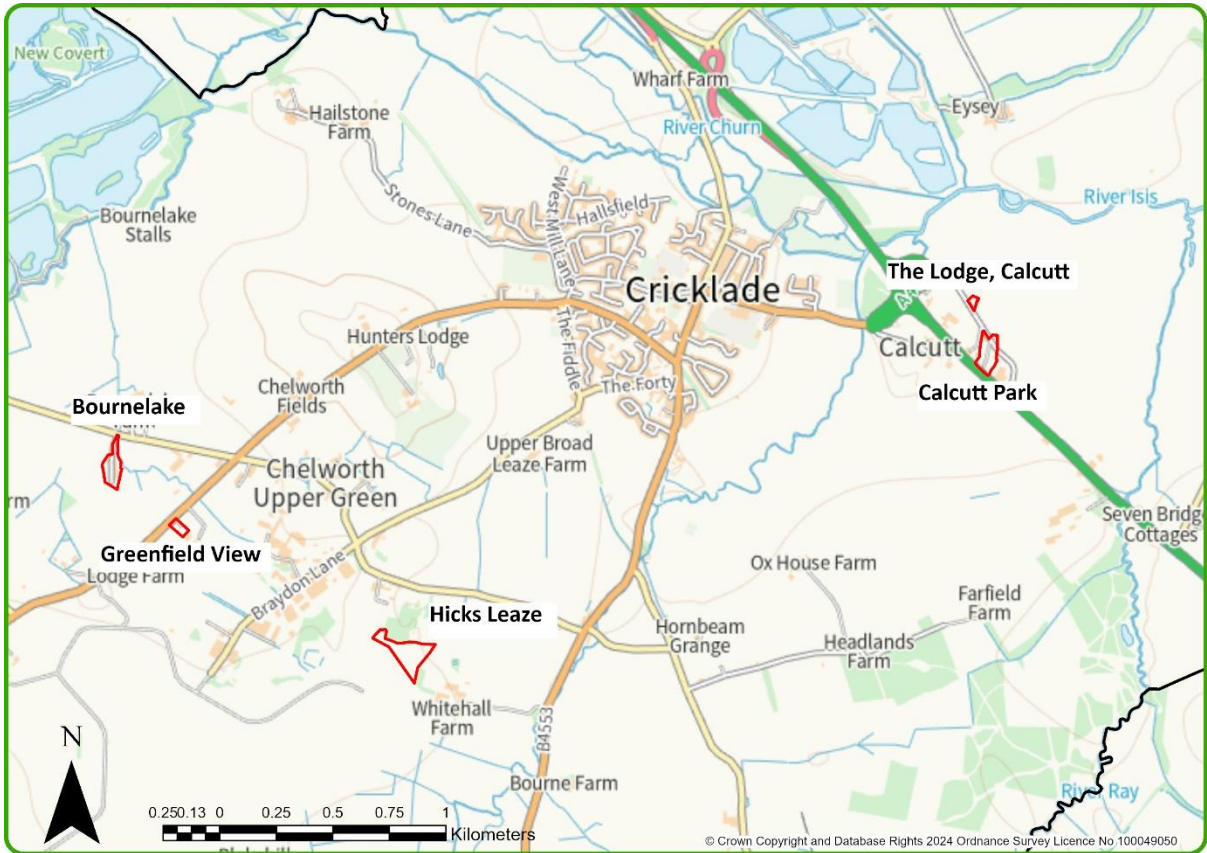 New Covert
Wharf Farm
Hailstone
Farm
River Churn
Eysey
Stones Lane
West Mill Lane
Hallsfield
River Isis
Bournelake
Stalls
The Lodge, Calcutt
Cricklade
Hunters Lodge
The Fiddle
Calcutt
The Forty
Chelworth
Fields
Calcutt Park
Bournelake
Upper Broad
Leaze Farm
Chelworth
Upper Green
rm
Seven Bridge
Cottages
Greenfield View
Lodge Farm
Ox House Farm
Braydon Lane
Hicks Leaze
Farfield
Farm
Hornbeam
Grange
Headlands
Farm
Whitehall
Farm
B4553
N
Bourne Farm
River Ray
0.250.13 0 0.25 0.5 0.75 1
Kilometers
© Crown Copyright and Database Rights 2024 Ordnance Survey Licence No 100049050